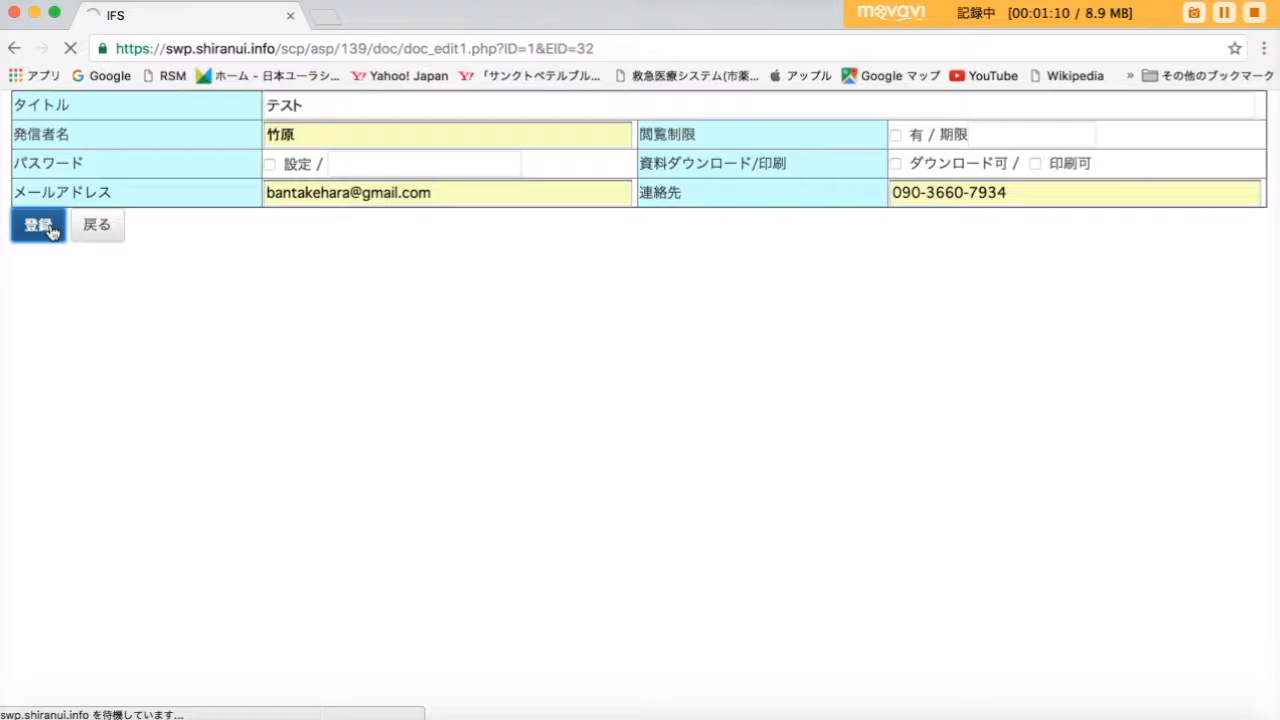 IFS
movavi 記録中 [00:01:10 / 8.9 MB]
https://swp.shiranui.info/scp/asp/139/doc/doc_edit1.php?ID=1&EID=32
アプリ Google RSM ホーム - 日本ユーラシ... Yahoo! Japan 「サンクトペテルブル... 救急医療システム(市薬... アップル Google マップ YouTube Wikipedia » その他のブックマーク
タイトル テスト
発信者名 竹原 閲覧制限 有 / 期限
パスワード 設定 / 資料ダウンロード/印刷 ダウンロード可 / 印刷可
メールアドレス bantakehara@gmail.com 連絡先 090-3660-7934
登録 戻る
swp.shiranui.info を待機しています...